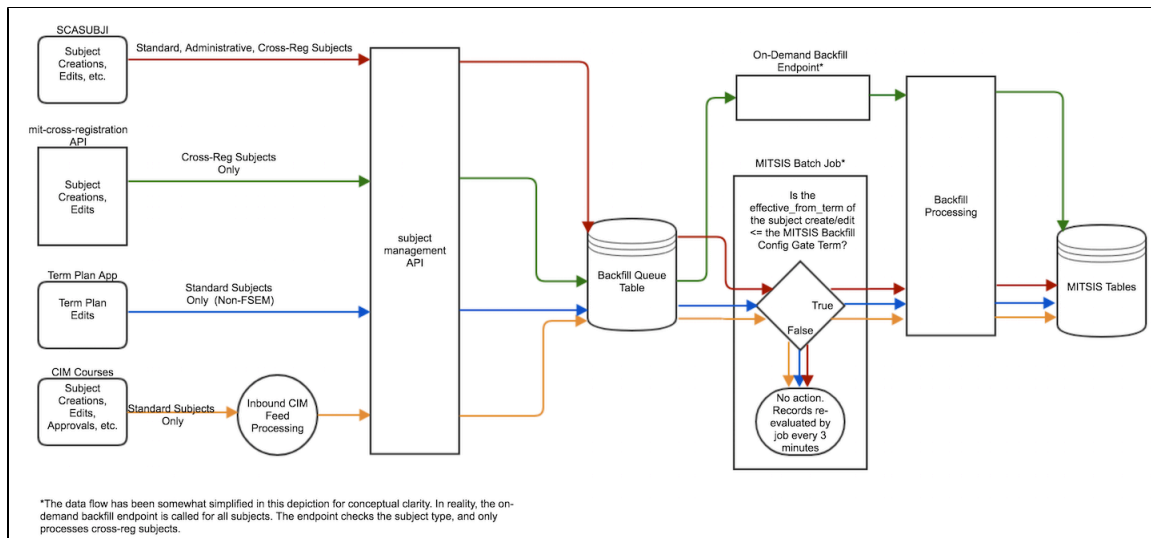 SCASUBJI
Subject
Creations,
Edits, etc.
Standard, Administrative, Cross-Reg Subjects
mit-cross-registration
API
Subject
Creations,
Edits
Cross-Reg Subjects
Only
Term Plan App
Term Plan
Edits
Standard Subjects
Only (Non-FSEM)
CIM Courses
Subject
Creations,
Edits,
Approvals, etc.
Standard Subjects
Only
Inbound CIM
Feed
Processing
subject
management
API
Backfill Queue
Table
On-Demand Backfill
Endpoint*
MITSIS Batch Job*
Is the
effective_from_term of
the subject create/edit
<= the MITSIS Backfill
Config Gate Term?
True
False
No action.
Records re-
evaluated by
job every 3
minutes
Backfill
Processing
MITSIS Tables
*The data flow has been somewhat simplified in this depiction for conceptual clarity. In reality, the on-
demand backfill endpoint is called for all subjects. The endpoint checks the subject type, and only
processes cross-reg subjects.